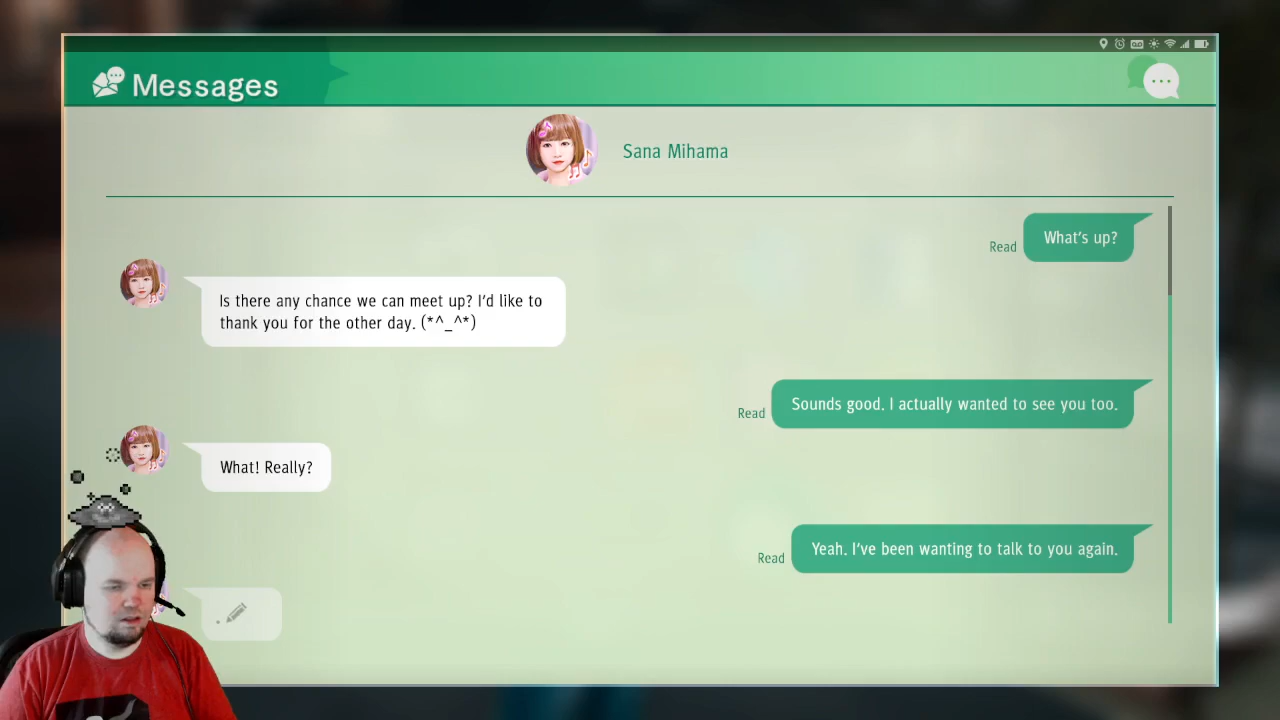 Messages
Sana Mihama
What's up?
Read
Is there any chance we can meet up? I'd like to
thank you for the other day. (*^_^*)
Sounds good. I actually wanted to see you too.
Read
What! Really?
Yeah. I've been wanting to talk to you again.
Read